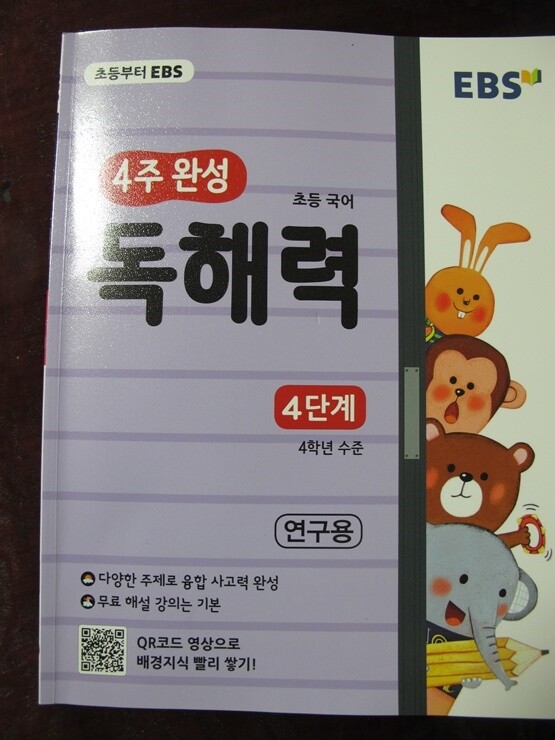 초등부터 EBS
EBS
4주 완성
초등 국어
독해력
4단계
4학년 수준
연구용
다양한 주제로 융합 사고력 완성
무료 해설 강의는 기본
QR코드 영상으로
배경지식 빨리 쌓기!